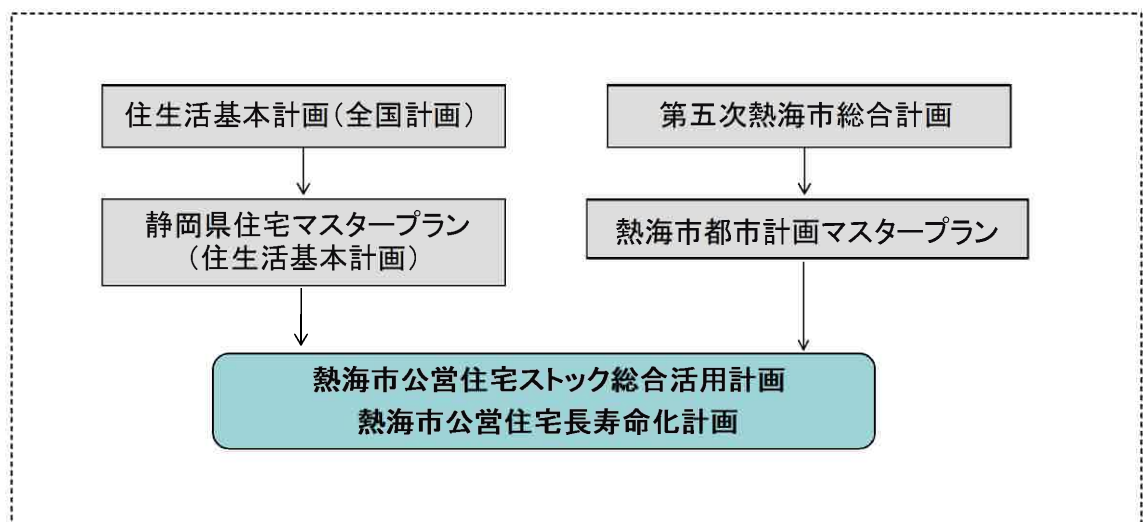 住生活基本計画(全国計画)
第五次熱海市総合計画
静岡県住宅マスタープラン
(住生活基本計画)
熱海市都市計画マスタープラン
熱海市公営住宅ストック総合活用計画
熱海市公営住宅長寿命化計画